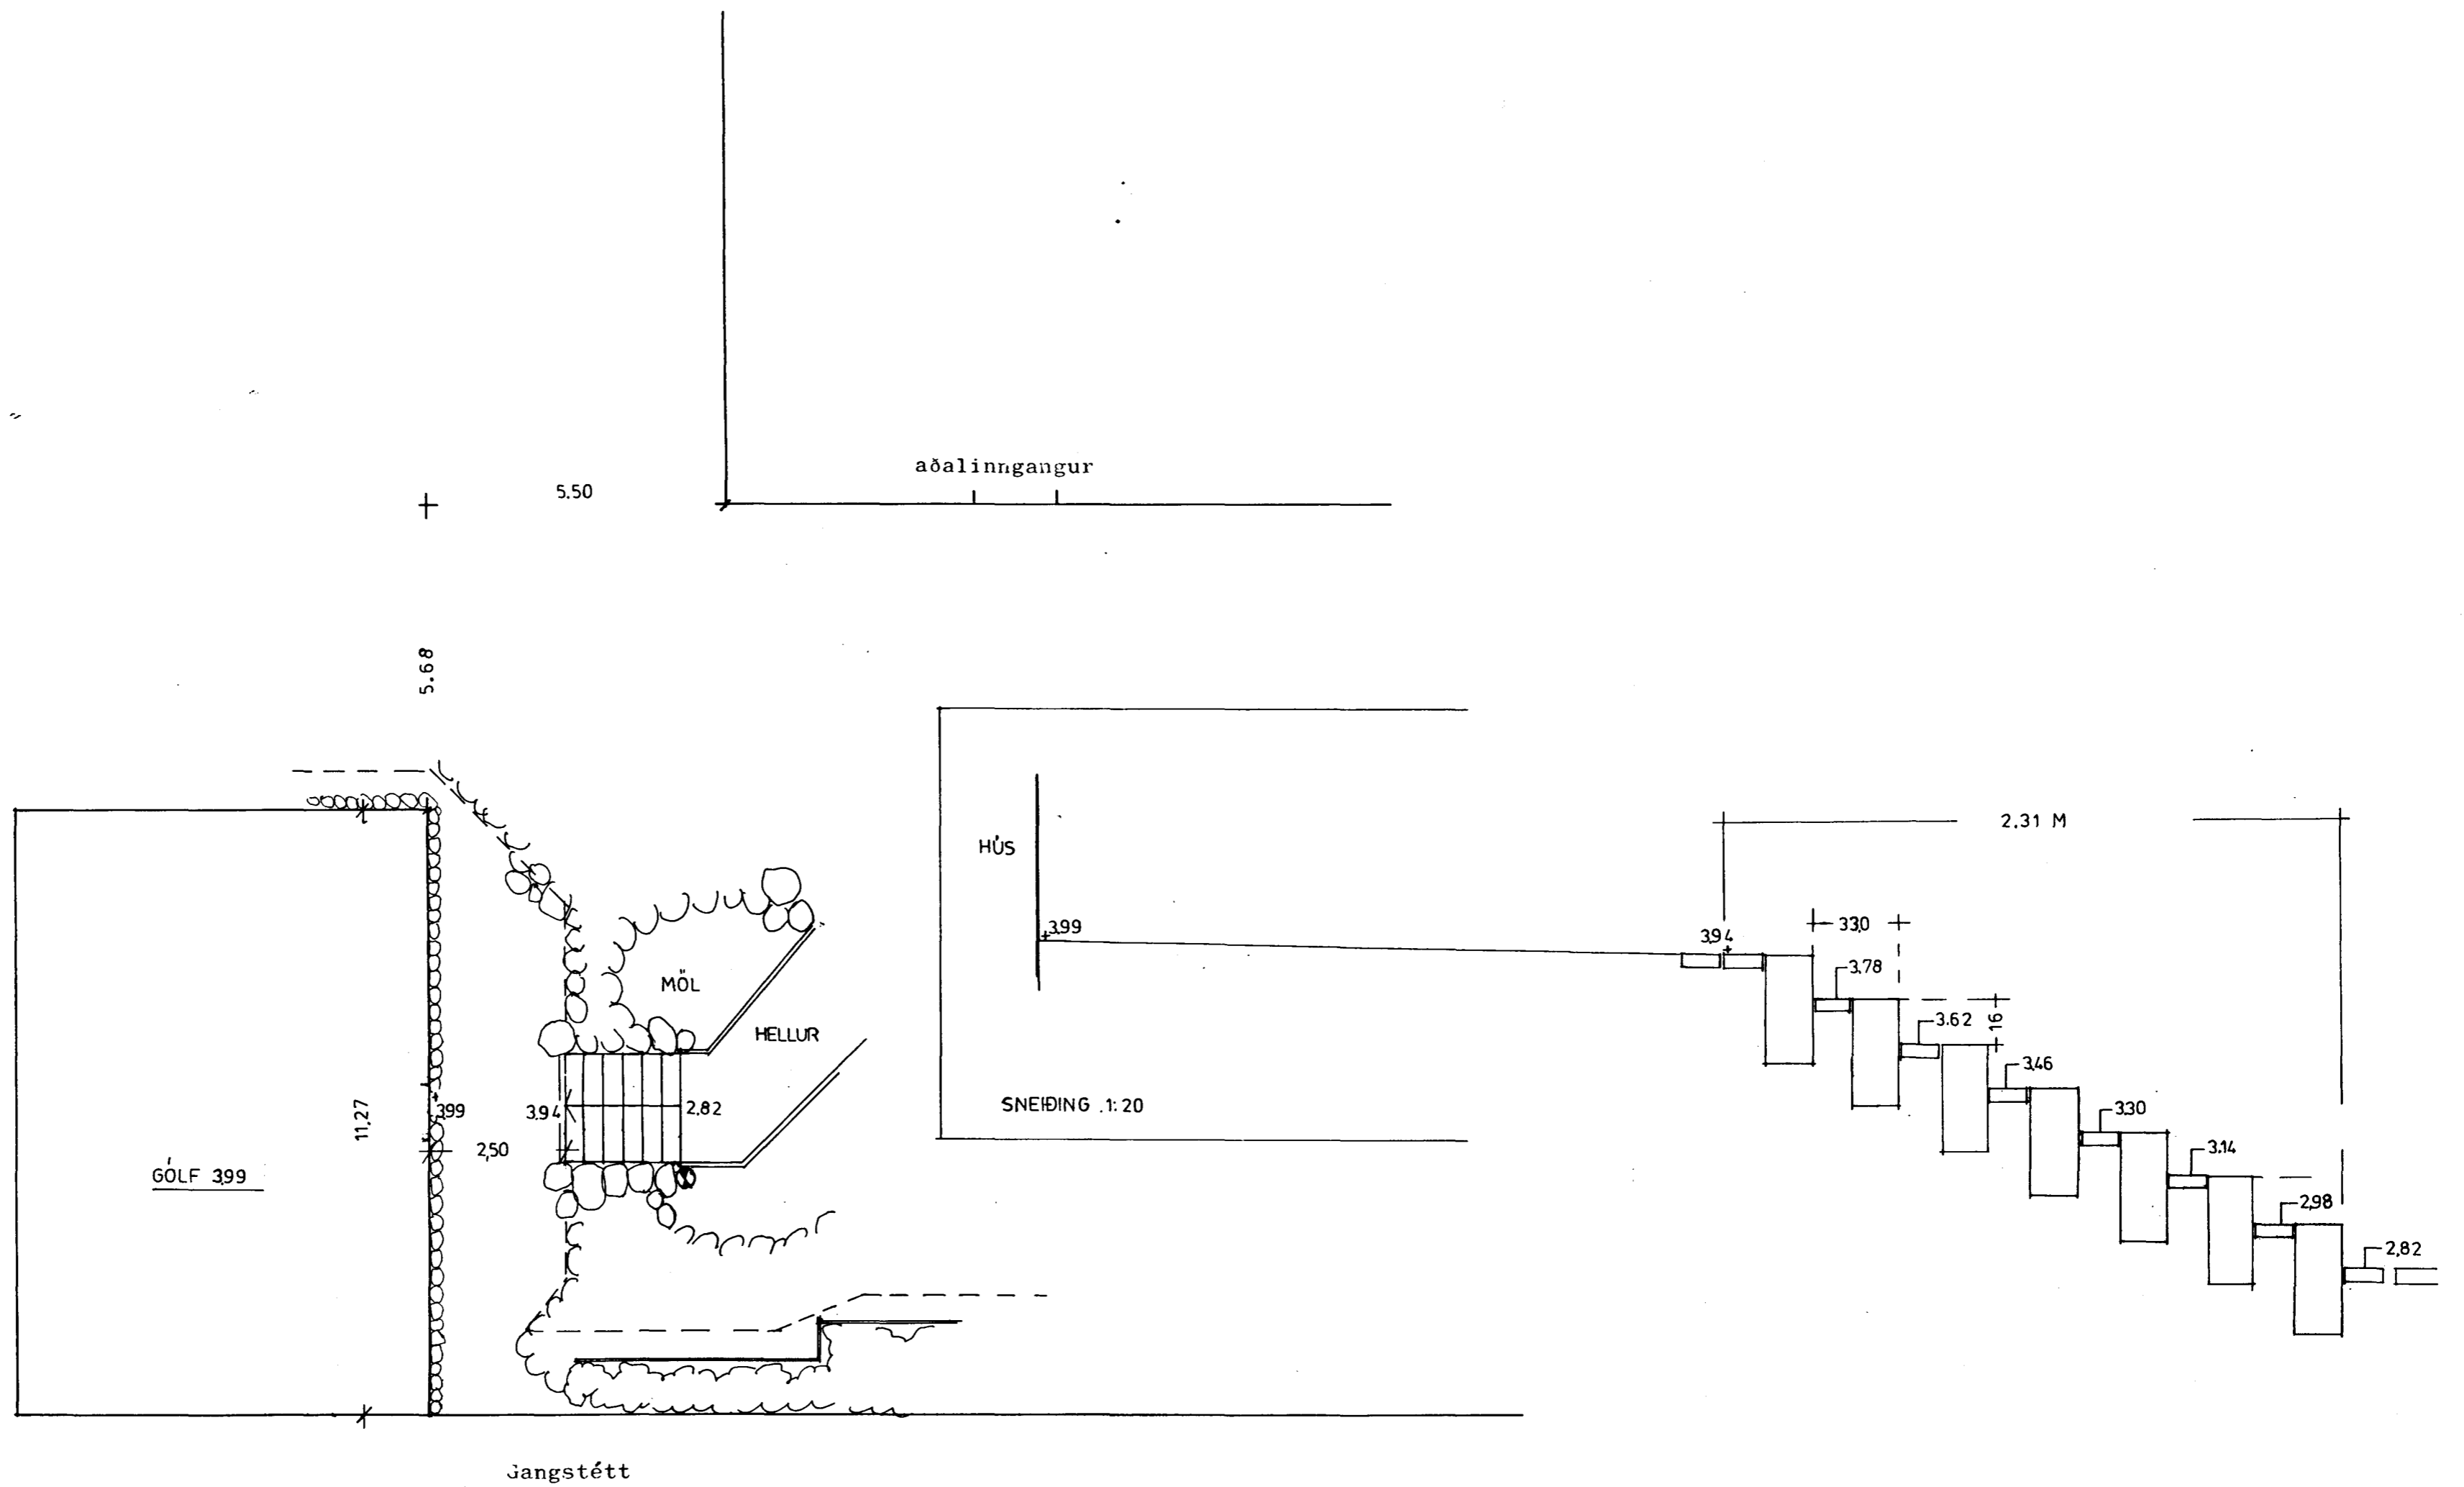 aðalinngangur
5.50
5.68
2.31 M
HÚS
3.99
3.94
330
3.78
MÖL
3.62
16
HELLUR
3.46
SNEIÐING .1:20
3.99
3.94
2.82
3.30
11.27
2,50
3.14
GÓLF 3.99
2.98
2,82
Gangstétt